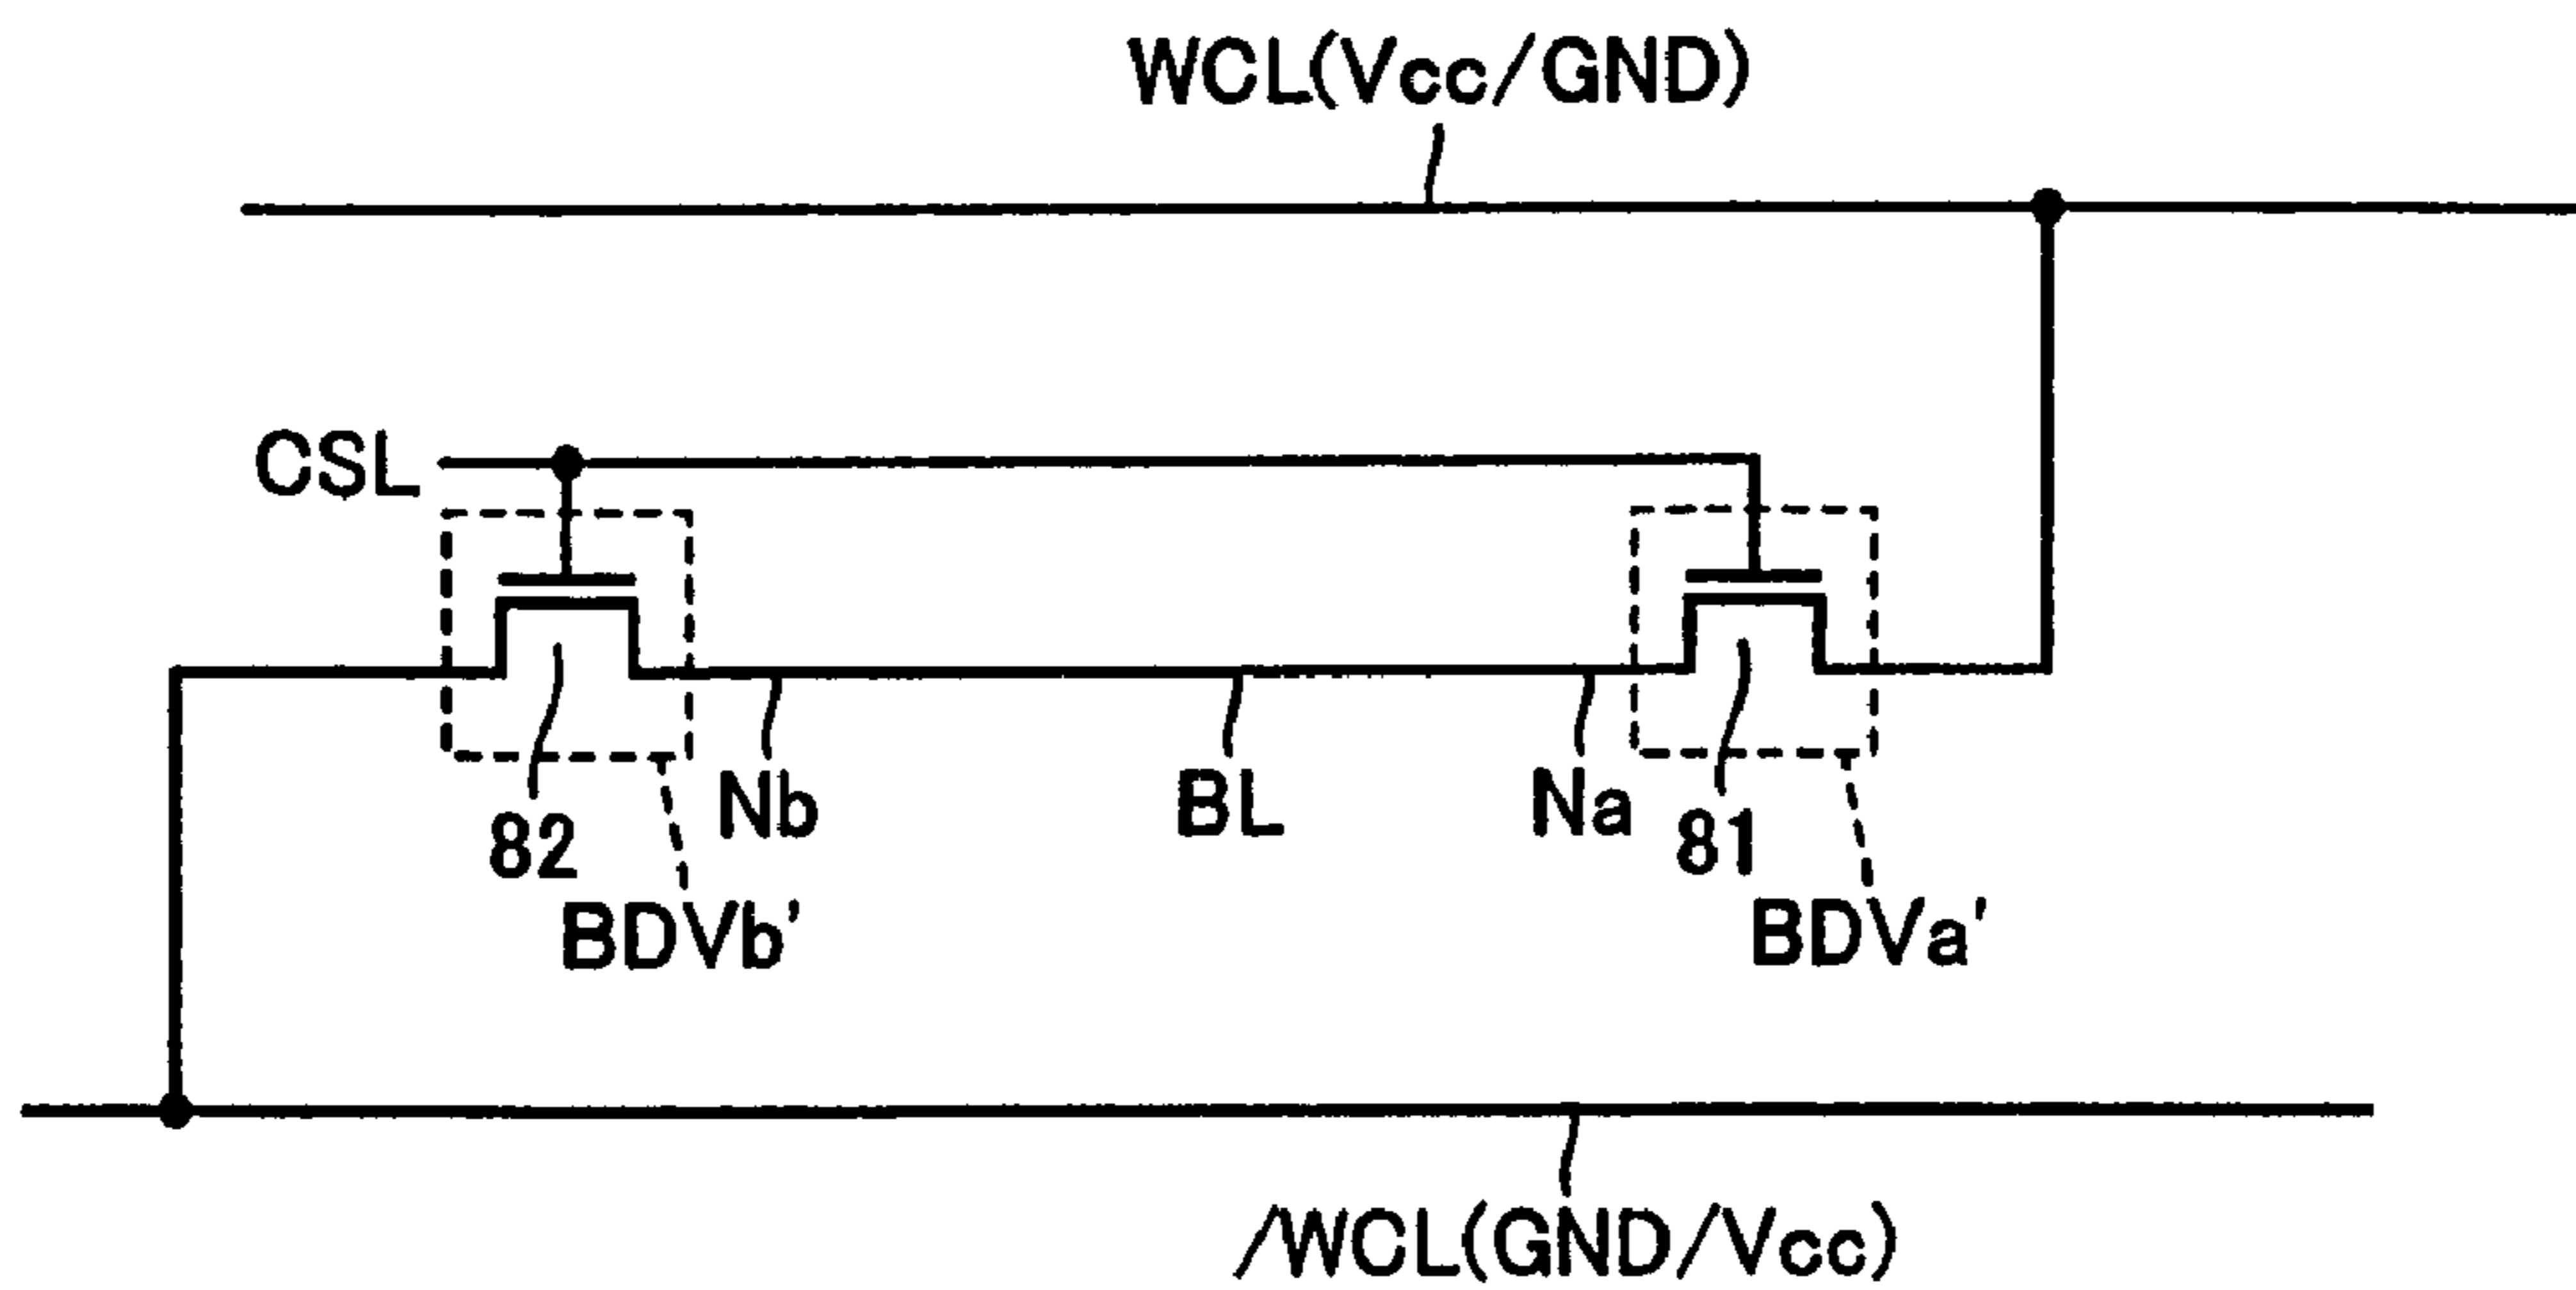 WCL(Vcc/GND)
CSL
Nb
BL
Na
82
81
BDVb'
BDVa'
/WCL(GND/Vcc)